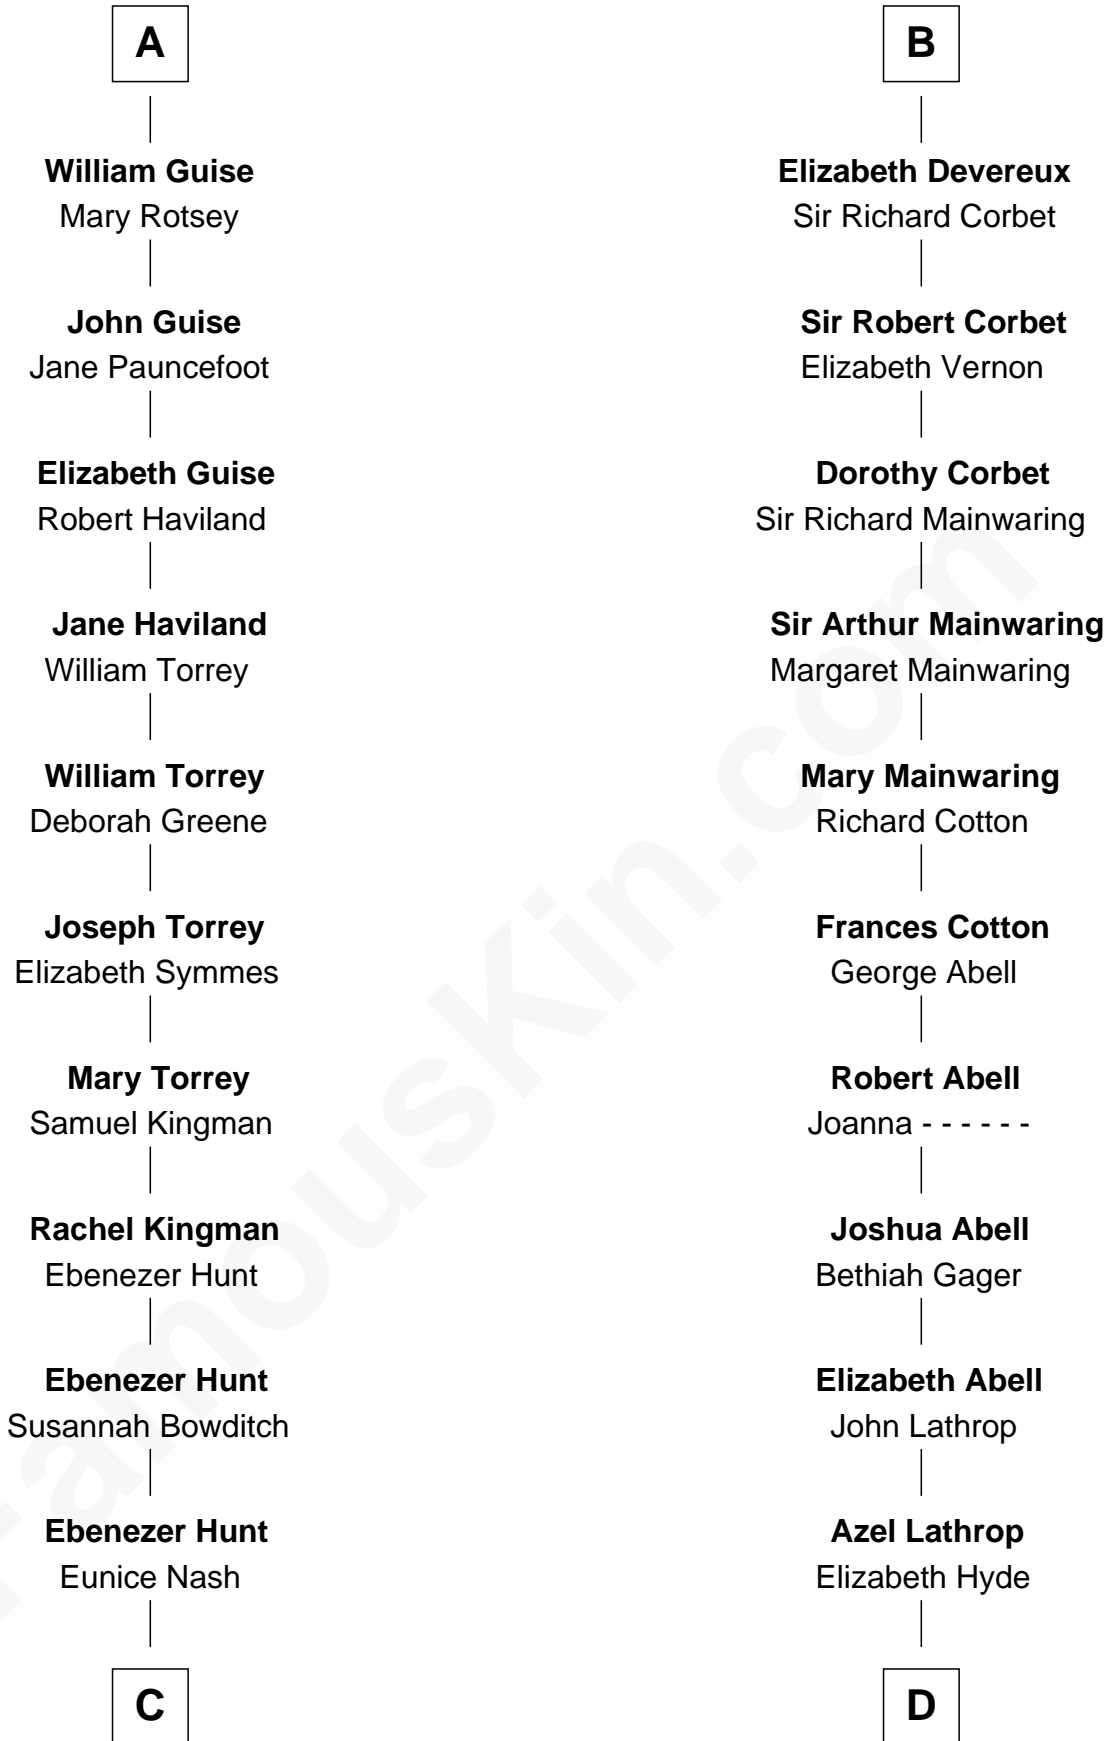 A
William Guise
Mary Rotsey
John Guise
Jane Pauncefoot
Elizabeth Guise
Robert Haviland
Jane Haviland
William Torrey
William Torrey
Deborah Greene
Joseph Torrey
Elizabeth Symmes
Mary Torrey
Samuel Kingman
Rachel Kingman
Ebenezer Hunt
Ebenezer Hunt
Susannah Bowditch
Ebenezer Hunt
Eunice Nash
C
B
Elizabeth Devereux
Sir Richard Corbet
Sir Robert Corbet
Elizabeth Vernon
Dorothy Corbet
Sir Richard Mainwaring
Sir Arthur Mainwaring
Margaret Mainwaring
Mary Mainwaring
Richard Cotton
Frances Cotton
George Abell
Robert Abell
Joanna - - - - - -
Joshua Abell
Bethiah Gager
Elizabeth Abell
John Lathrop
Azel Lathrop
Elizabeth Hyde
D
FamousKin.com